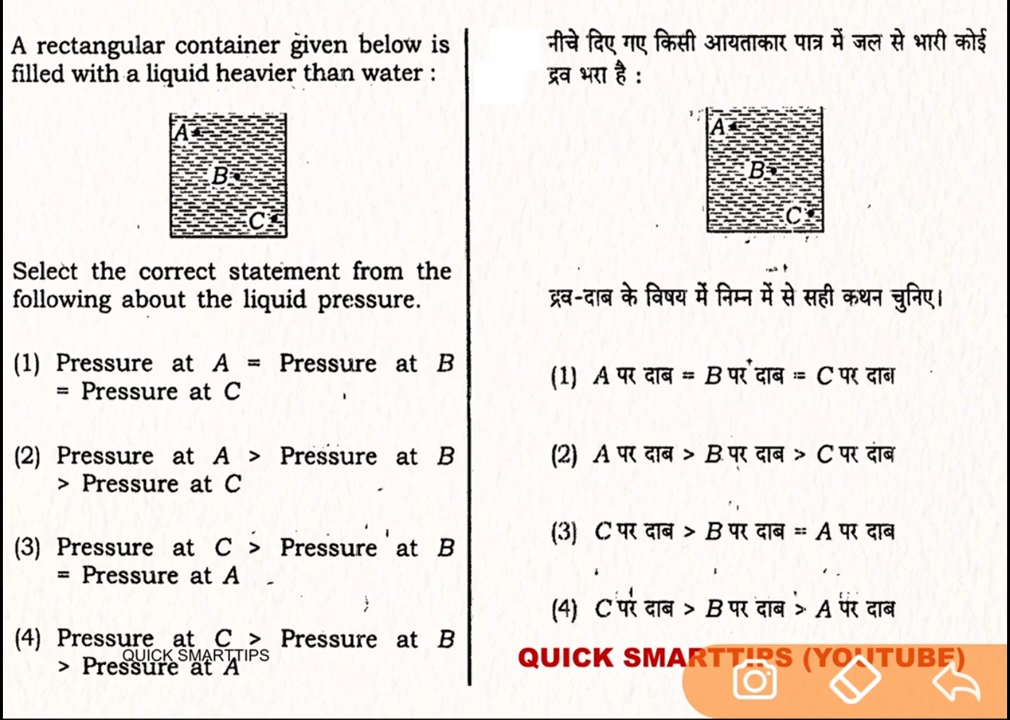 A rectangular container given below is
filled with a liquid heavier than water :
A
B
C
Select the correct statement from the
following about the liquid pressure.
(1) Pressure at A = Pressure at B
= Pressure at C
(2) Pressure at A > Pressure at B
> Pressure at C
(3) Pressure at C > Pressure at B
= Pressure at A
(4) Pressure at C > Pressure at B
> Pressure at A
QUICK SMARTTIPS
नीचे दिए गए किसी आयताकार पात्र में जल से भारी कोई
द्रव भरा है :
A
B
C
द्रव-दाब के विषय में निम्न में से सही कथन चुनिए।
(1) A पर दाब = B पर दाब = C पर दाब
(2) A पर दाब > B पर दाब > C पर दाब
(3) C पर दाब > B पर दाब = A पर दाब
(4) C पर दाब > B पर दाब > A पर दाब
QUICK SMARTTIPS (YOUTUBE)